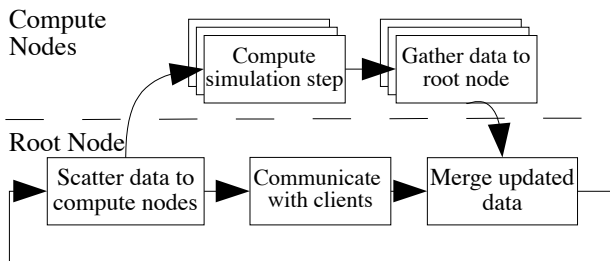 Compute
Nodes
Compute
simulation step
Gather data to
root node
Root Node
Scatter data to
compute nodes
Communicate
with clients
Merge updated
data